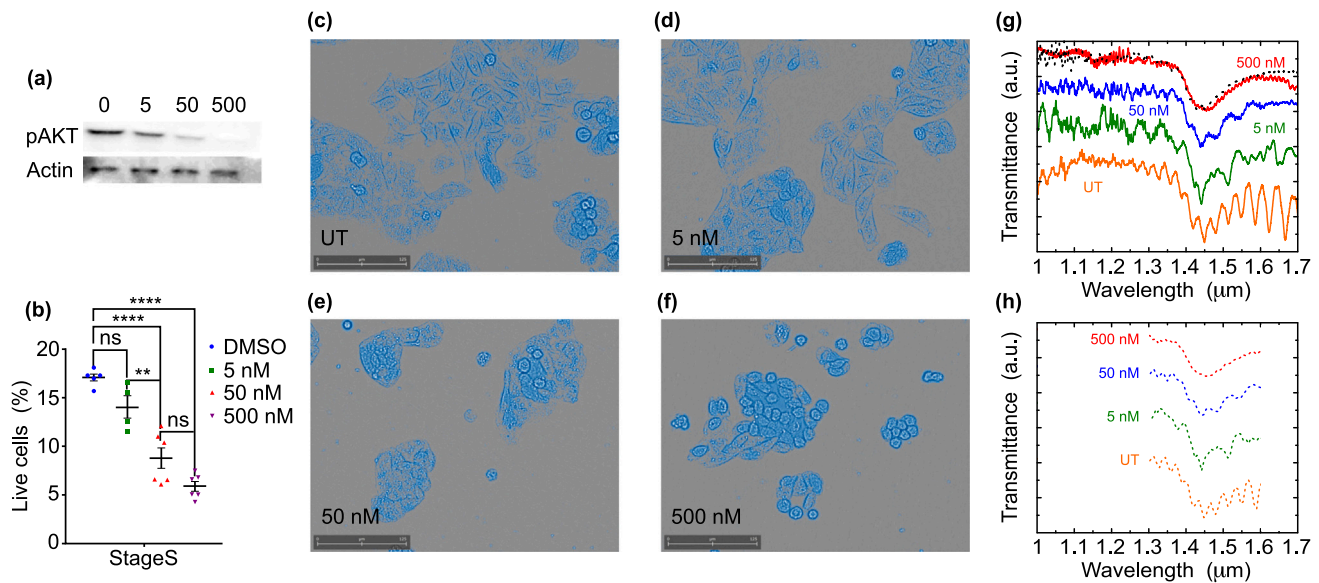 (a)
0 5 50 500
pAKT
Actin
(b)
****
****
ns
**
ns
20
15
10
5
0
Live cells (%)
StageS
DMSO
5 nM
50 nM
500 nM
(c)
UT
(d)
5 nM
(e)
50 nM
(f)
500 nM
(g)
500 nM
50 nM
5 nM
UT
Transmittance (a.u.)
1 1.1 1.2 1.3 1.4 1.5 1.6 1.7
Wavelength (μm)
(h)
500 nM
50 nM
5 nM
UT
Transmittance (a.u.)
1 1.1 1.2 1.3 1.4 1.5 1.6 1.7
Wavelength (μm)